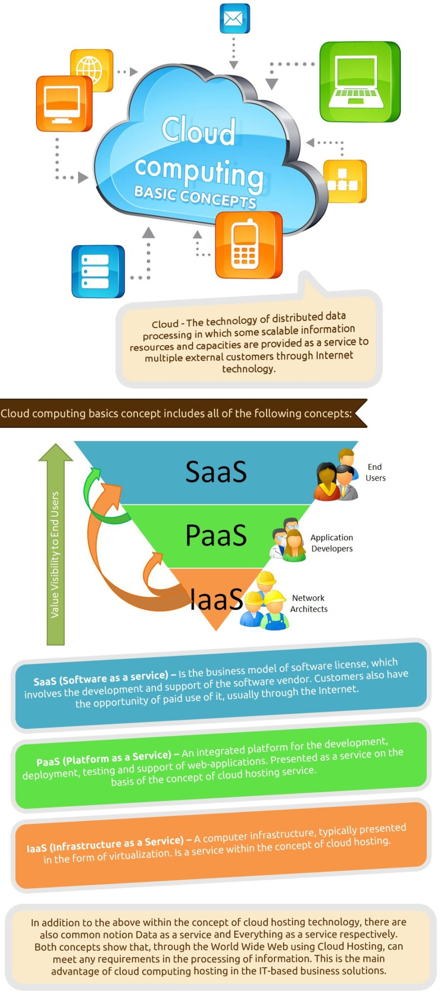 Cloud
computing
BASIC CONCEPTS
Cloud - The technology of distributed data
processing in which some scalable information
resources and capacities are provided as a service to
multiple external customers through Internet
technology.
Cloud computing basics concept includes all of the following concepts:
Value Visibility to End Users
SaaS
End
Users
PaaS
Application
Developers
IaaS
Network
Architects
SaaS (Software as a service) – Is the business model of software license, which
involves the development and support of the software vendor. Customers also have
the opportunity of paid use of it, usually through the Internet.
PaaS (Platform as a Service) – An integrated platform for the development,
deployment, testing and support of web-applications. Presented as a service on the
basis of the concept of cloud hosting service.
IaaS (Infrastructure as a Service) – A computer infrastructure, typically presented
in the form of virtualization. Is a service within the concept of cloud hosting.
In addition to the above within the concept of cloud hosting technology, there are
also common notion Data as a service and Everything as a service respectively.
Both concepts show that, through the World Wide Web using Cloud Hosting, can
meet any requirements in the processing of information. This is the main
advantage of cloud computing hosting in the IT-based business solutions.